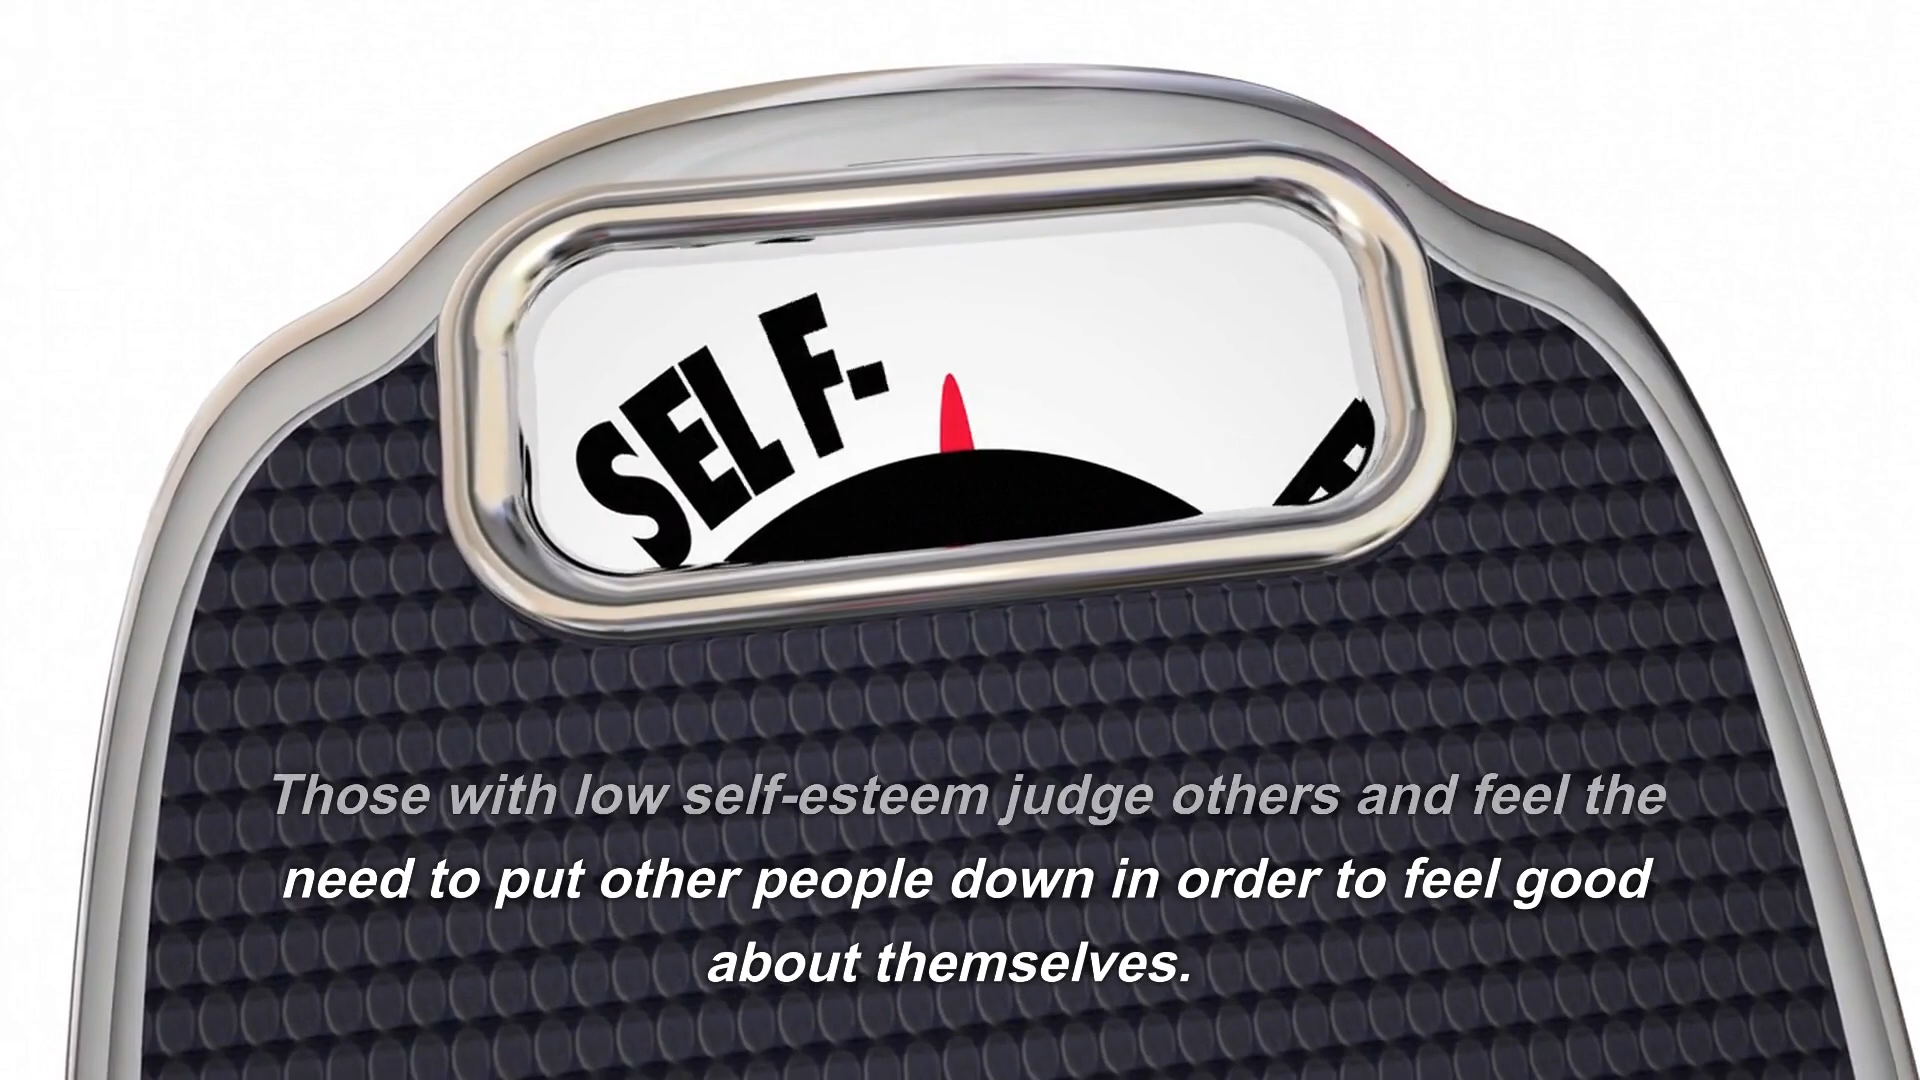 SELF-
Those with low self-esteem judge others and feel the
need to put other people down in order to feel good
about themselves.